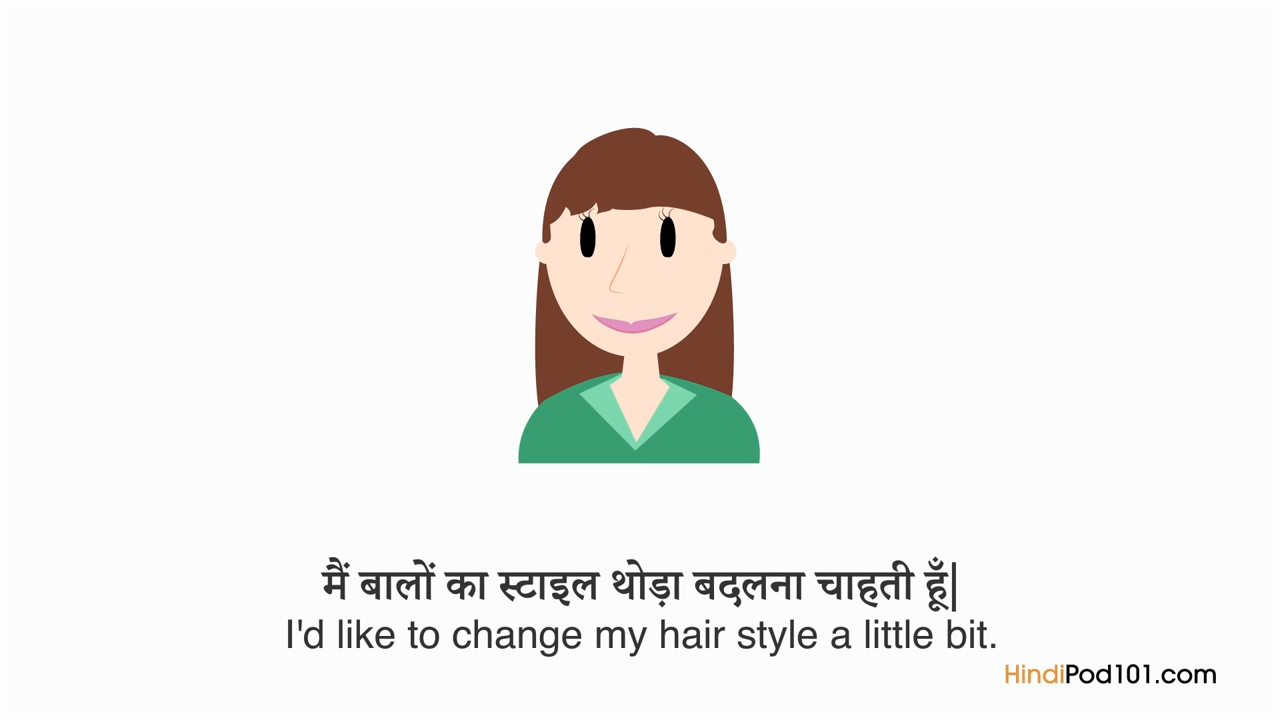 मैं बालों का स्टाइल थोड़ा बदलना चाहती हूँ|
I'd like to change my hair style a little bit.
HindiPod101.com